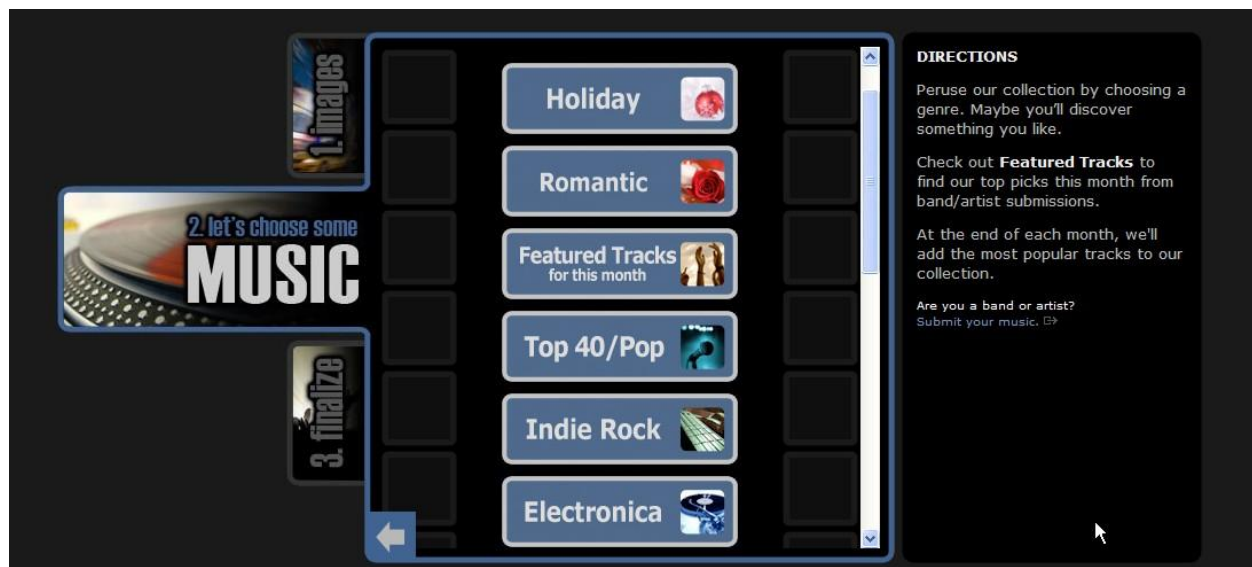 1. images
2. let's choose some
MUSIC
3. finalize
Holiday
Romantic
Featured Tracks
for this month
Top 40/Pop
Indie Rock
Electronica
DIRECTIONS
Peruse our collection by choosing a
genre. Maybe you'll discover
something you like.
Check out Featured Tracks to
find our top picks this month from
band/artist submissions.
At the end of each month, we'll
add the most popular tracks to our
collection.
Are you a band or artist?
Submit your music.